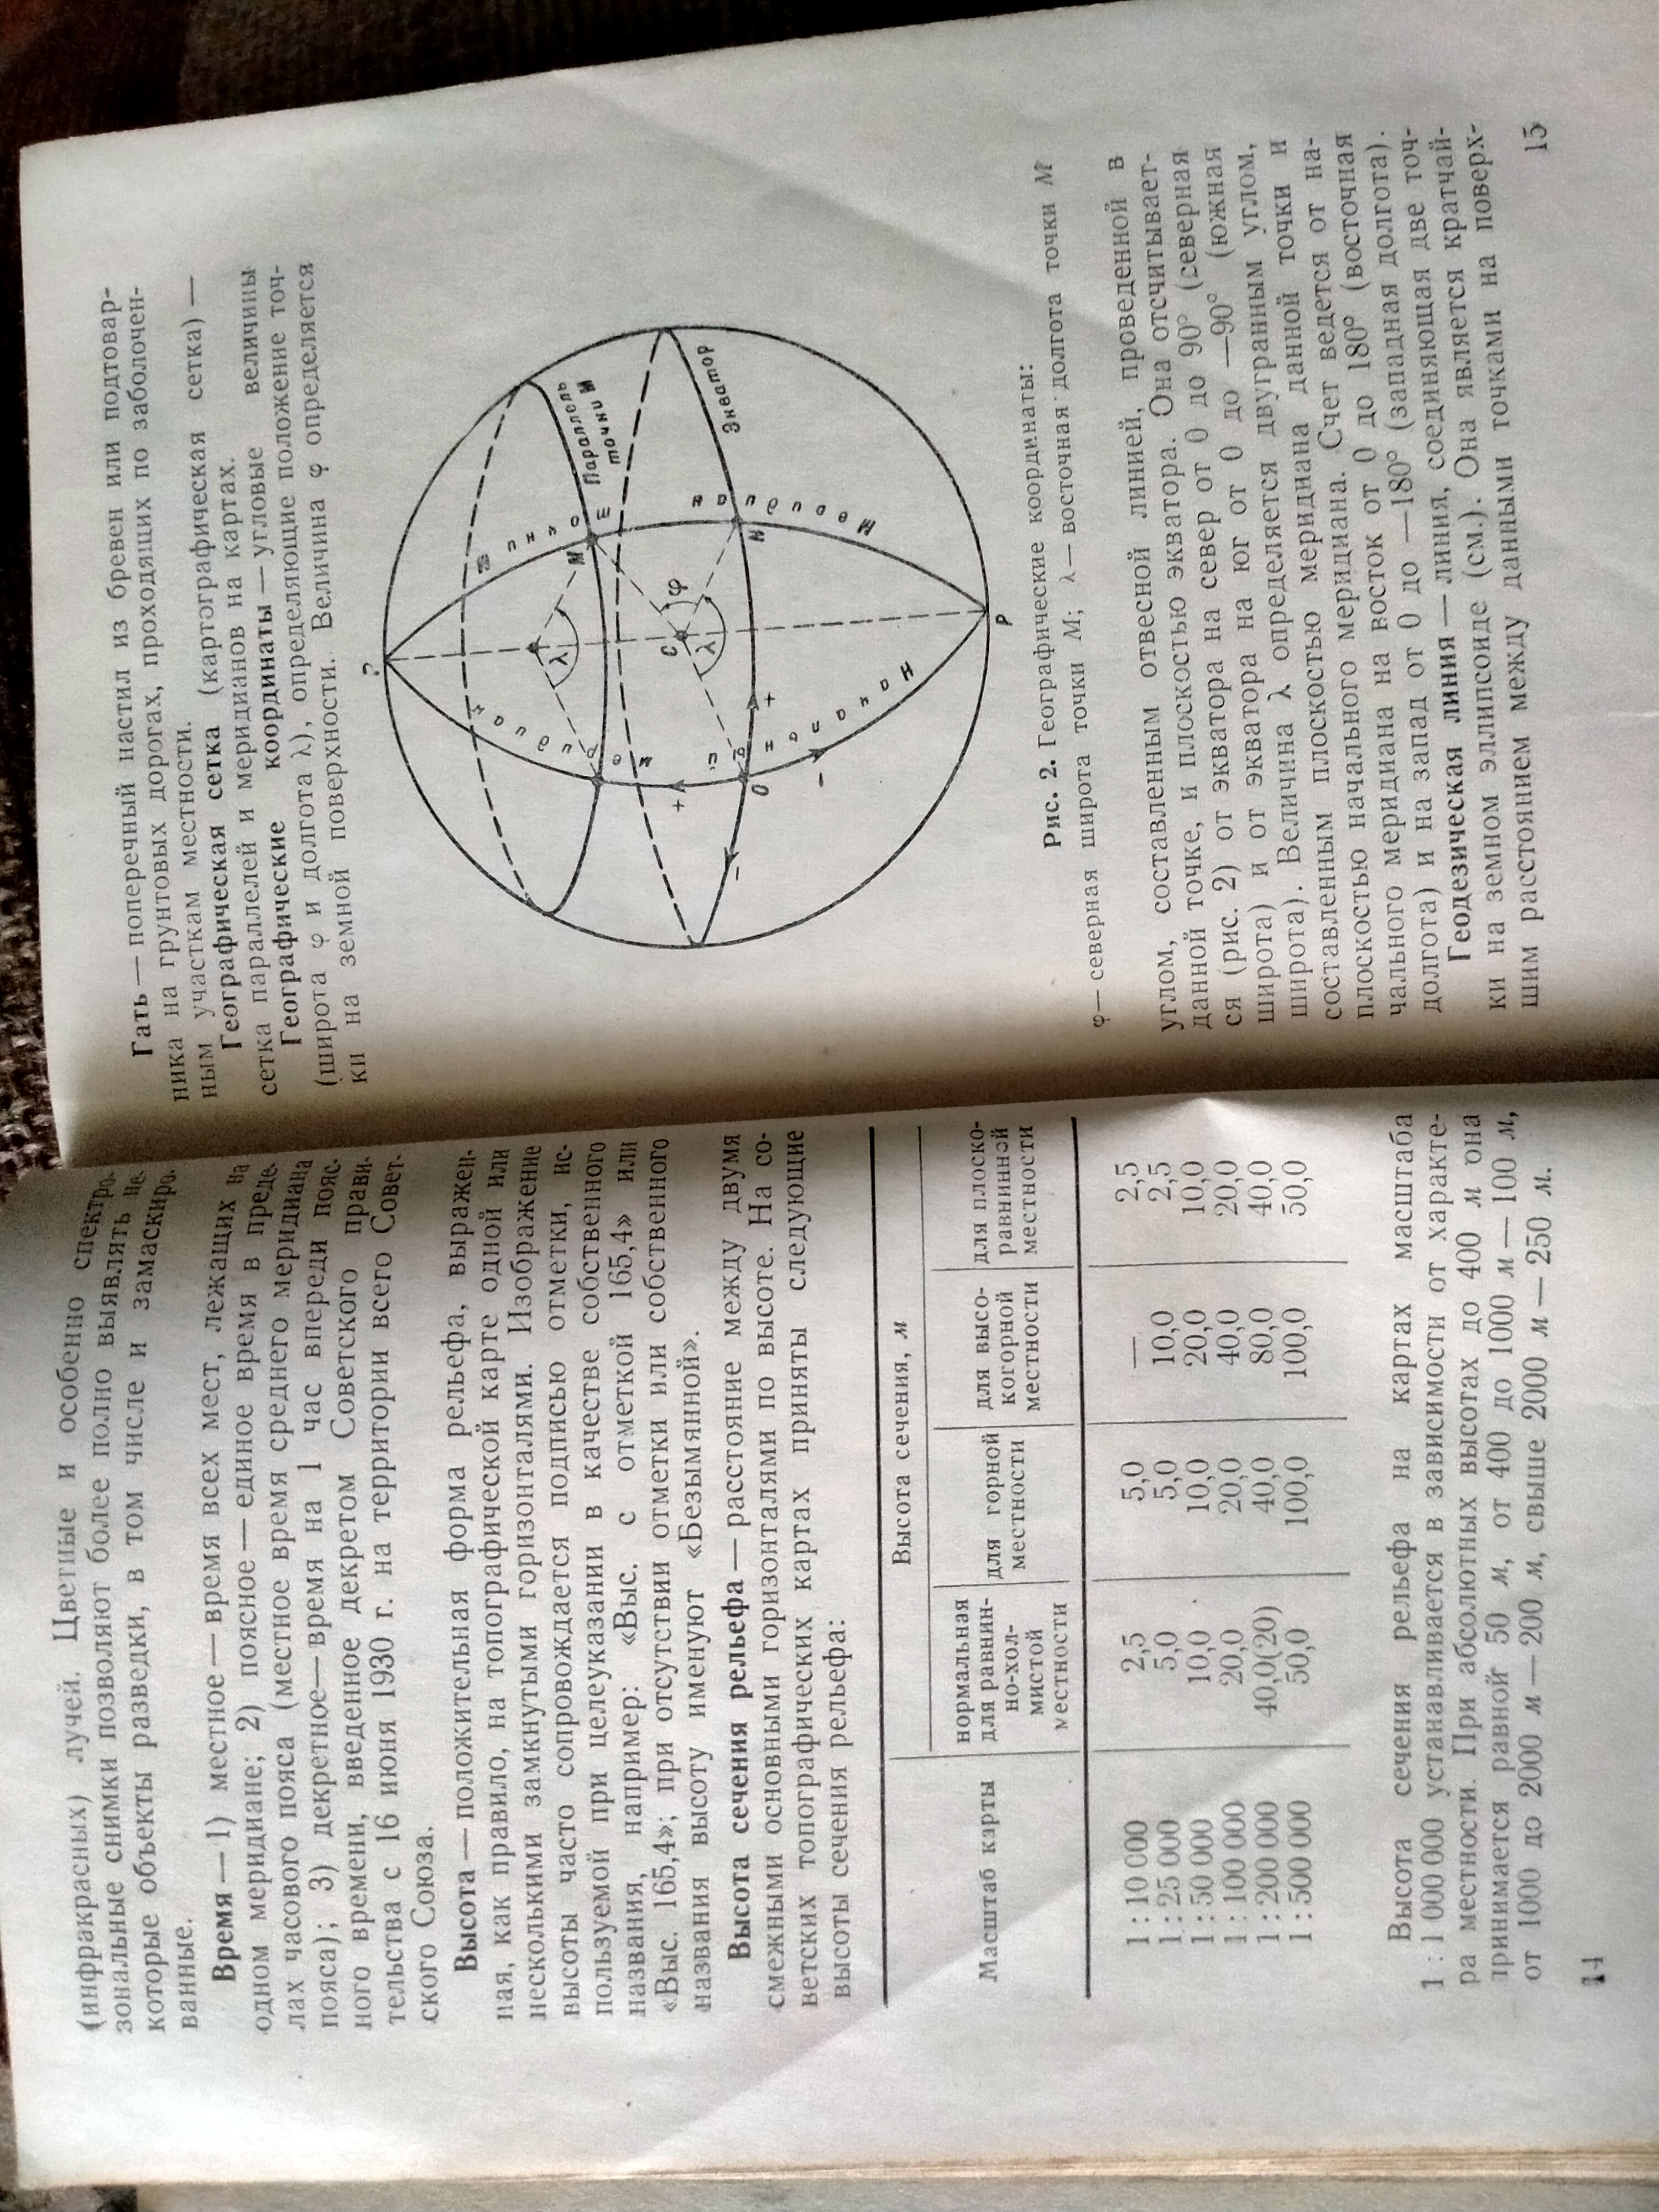 (инфракрасных) лучей. Цветные и особенно спектро-
зональные снимки позволяют более полно выявлять не-
которые объекты разведки, в том числе и замаскиро-
ванные.
Время — 1) местное — время всех мест, лежащих на
одном меридиане; 2) поясное — единое время в преде-
лах часового пояса (местное время среднего меридиана
пояса); 3) декретное — время на 1 час впереди пояс-
ного времени, введенное декретом Советского прави-
тельства с 16 июня 1930 г. на территории всего Совет-
ского Союза.
Высота — положительная форма рельефа, выражен-
ная, как правило, на топографической карте одной или
несколькими замкнутыми горизонталями. Изображение
высоты часто сопровождается подписью отметки, ис-
пользуемой при целеуказании в качестве собственного
названия, например: «Выс. с отметкой 165,4» или
«Выс. 165,4»; при отсутствии отметки или собственного
названия высоту именуют «Безымянной».
Высота сечения рельефа — расстояние между двумя
смежными основными горизонталями по высоте. На со-
ветских топографических картах приняты следующие
высоты сечения рельефа:
Масштаб карты
Высота сечения, м
нормальная
для равнин-
но-хол-
мистой
местности
для горной
местности
для высо-
когорной
местности
для плоско-
равнинной
местности
1 : 10 000 2,5 5,0 — 2,5
1 : 25 000 5,0 5,0 10,0 2,5
1 : 50 000 10,0 10,0 20,0 10,0
1 : 100 000 20,0 20,0 40,0 20,0
1 : 200 000 40,0(20) 40,0 80,0 40,0
1 : 500 000 50,0 100,0 100,0 50,0
Высота сечения рельефа на картах масштаба
1 : 1 000 000 устанавливается в зависимости от характе-
ра местности. При абсолютных высотах до 400 м она
принимается равной 50 м, от 400 до 1000 м — 100 м,
от 1000 до 2000 м — 200 м, свыше 2000 м — 250 м.
14
Гать — поперечный настил из бревен или подтовар-
ника на грунтовых дорогах, проходящих по заболочен-
ным участкам местности.
Географическая сетка (картографическая сетка) —
сетка параллелей и меридианов на картах.
Географические координаты — угловые величины
(широта φ и долгота λ), определяющие положение точ-
ки на земной поверхности. Величина φ определяется
М
Параллель
точки М
λ
С
φ
λ
Экватор
Н
О
+
+
—
—
Р
Рис. 2. Географические координаты:
φ — северная широта точки М; λ — восточная долгота точки М
углом, составленным отвесной линией, проведенной в
данной точке, и плоскостью экватора. Она отсчитывает-
ся (рис. 2) от экватора на север от 0 до 90° (северная
широта) и от экватора на юг от 0 до —90° (южная
широта). Величина λ определяется двугранным углом,
составленным плоскостью меридиана данной точки и
плоскостью начального меридиана. Счет ведется от на-
чального меридиана на восток от 0 до 180° (восточная
долгота) и на запад от 0 до —180° (западная долгота).
Геодезическая линия — линия, соединяющая две точ-
ки на земном эллипсоиде (см.). Она является кратчай-
шим расстоянием между данными точками на поверх-
15